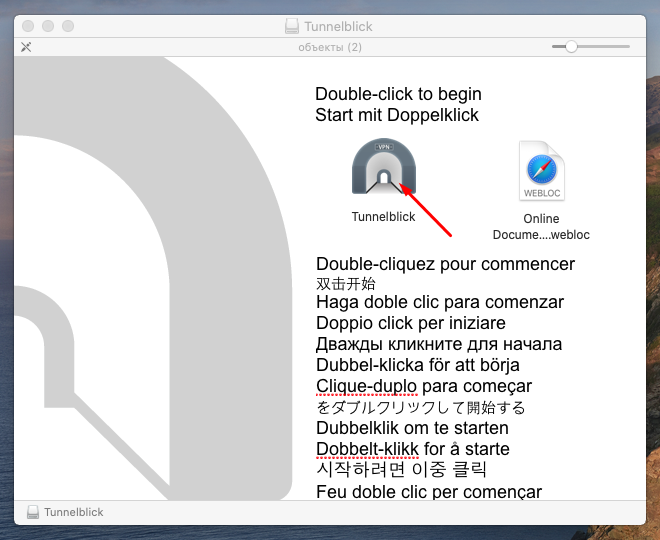 Tunnelblick
объекты (2)
Double-click to begin
Start mit Doppelklick
VPN
WEBLOC
Tunnelblick
Online
Docume....webloc
Double-cliquez pour commencer
双击开始
Haga doble clic para comenzar
Doppio click per iniziare
Дважды кликните для начала
Dubbel-klicka för att börja
Clique-duplo para começar
をダブルクリックして開始する
Dubbelklik om te starten
Dobbelt-klikk for å starte
시작하려면 이중 클릭
Feu doble clic per començar
Tunnelblick